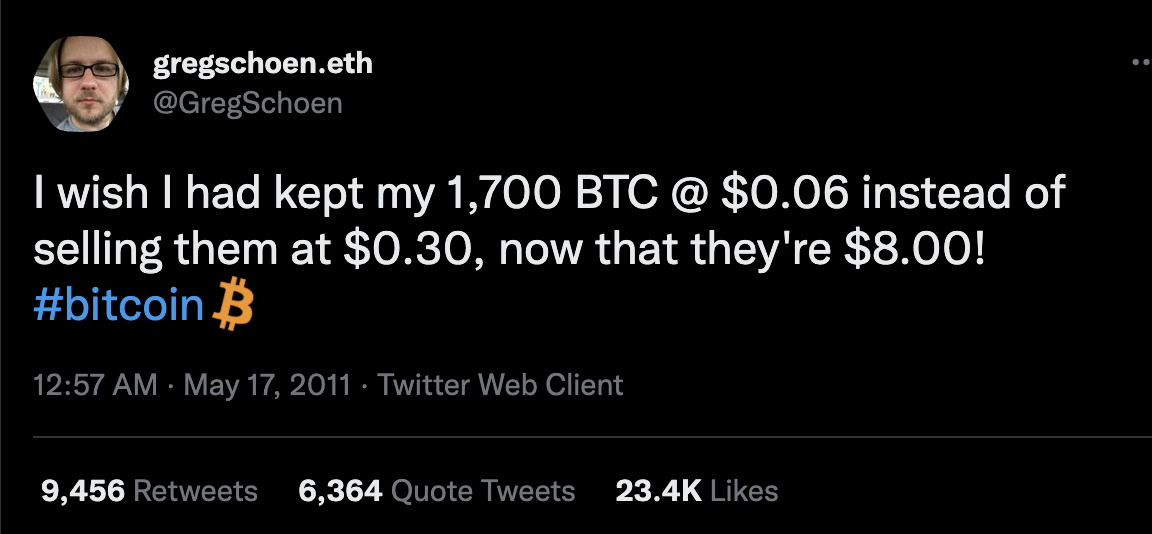 gregschoen.eth
@GregSchoen
I wish I had kept my 1,700 BTC @ $0.06 instead of
selling them at $0.30, now that they're $8.00!
#bitcoin
12:57 AM · May 17, 2011 · Twitter Web Client
9,456 Retweets 6,364 Quote Tweets 23.4K Likes